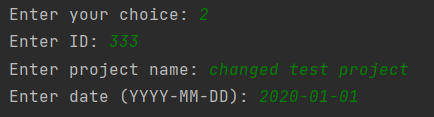 Enter your choice: 2
Enter ID: 333
Enter project name: changed test project
Enter date (YYYY-MM-DD): 2020-01-01